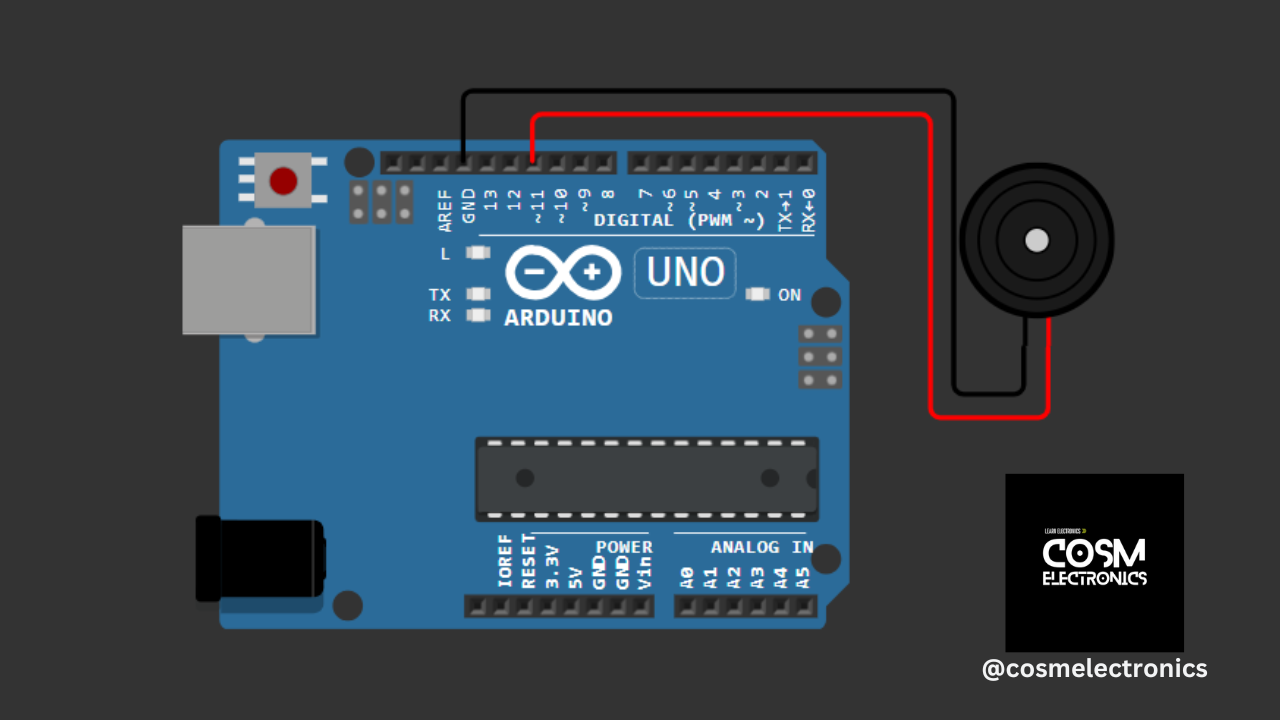 AREF
GND
13
12
~11
~10
~9
8
7
~6
~5
4
~3
2
TX→1
RX←0
DIGITAL (PWM ~)
L
TX
RX
UNO
ON
ARDUINO
IOREF
RESET
3.3V
5V
GND
GND
Vin
POWER
ANALOG IN
A0
A1
A2
A3
A4
A5
LEARN ELECTRONICS »
COSM
ELECTRONICS
@cosmelectronics